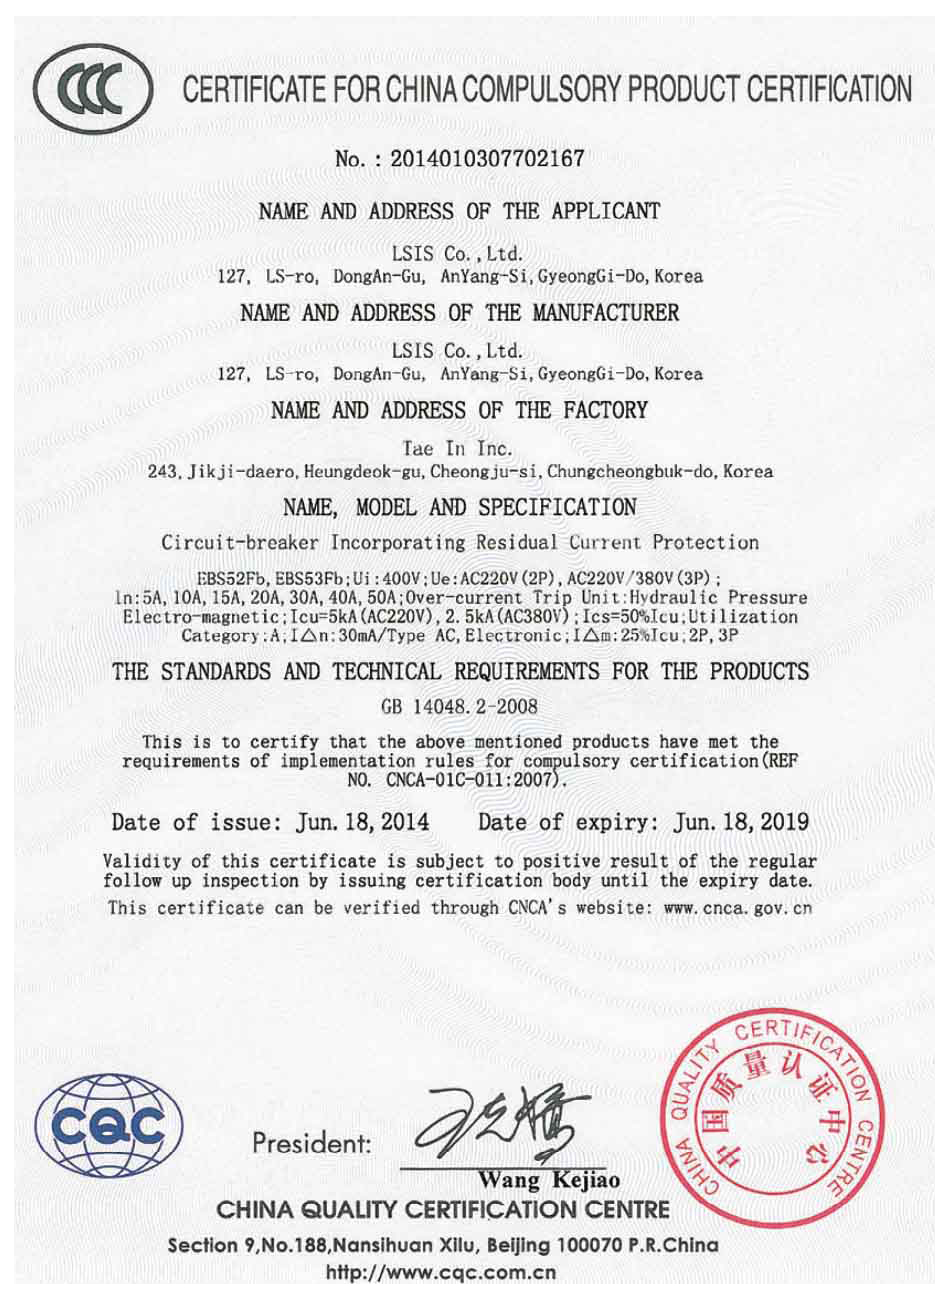 CCC
CERTIFICATE FOR CHINA COMPULSORY PRODUCT CERTIFICATION
No. : 2014010307702167
NAME AND ADDRESS OF THE APPLICANT
LSIS Co.,Ltd.
127, LS-ro, DongAn-Gu, AnYang-Si,GyeongGi-Do,Korea
NAME AND ADDRESS OF THE MANUFACTURER
LSIS Co.,Ltd.
127, LS-ro, DongAn-Gu, AnYang-Si,GyeongGi-Do,Korea
NAME AND ADDRESS OF THE FACTORY
Tae In Inc.
243,Jikji-daero,Heungdeok-gu,Cheongju-si,Chungcheongbuk-do,Korea
NAME, MODEL AND SPECIFICATION
Circuit-breaker Incorporating Residual Current Protection
EBS52Fb,EBS53Fb;Ui:400V;Ue:AC220V(2P),AC220V/380V(3P);
In:5A,10A,15A,20A,30A,40A,50A;Over-current Trip Unit:Hydraulic Pressure
Electro-magnetic;Icu=5kA(AC220V),2.5kA(AC380V);Ics=50%Icu;Utilization
Category:A;I△n:30mA/Type AC,Electronic;I△m:25%Icu;2P,3P
THE STANDARDS AND TECHNICAL REQUIREMENTS FOR THE PRODUCTS
GB 14048.2-2008
This is to certify that the above mentioned products have met the
requirements of implementation rules for compulsory certification(REF
NO. CNCA-01C-011:2007).
Date of issue: Jun.18,2014 Date of expiry: Jun.18,2019
Validity of this certificate is subject to positive result of the regular
follow up inspection by issuing certification body until the expiry date.
This certificate can be verified through CNCA's website: www.cnca.gov.cn
CHINA QUALITY CERTIFICATION CENTRE
中国质量认证中心
CQC
President:
Wang Kejiao
CHINA QUALITY CERTIFICATION CENTRE
Section 9,No.188,Nansihuan Xilu, Beijing 100070 P.R.China
http://www.cqc.com.cn